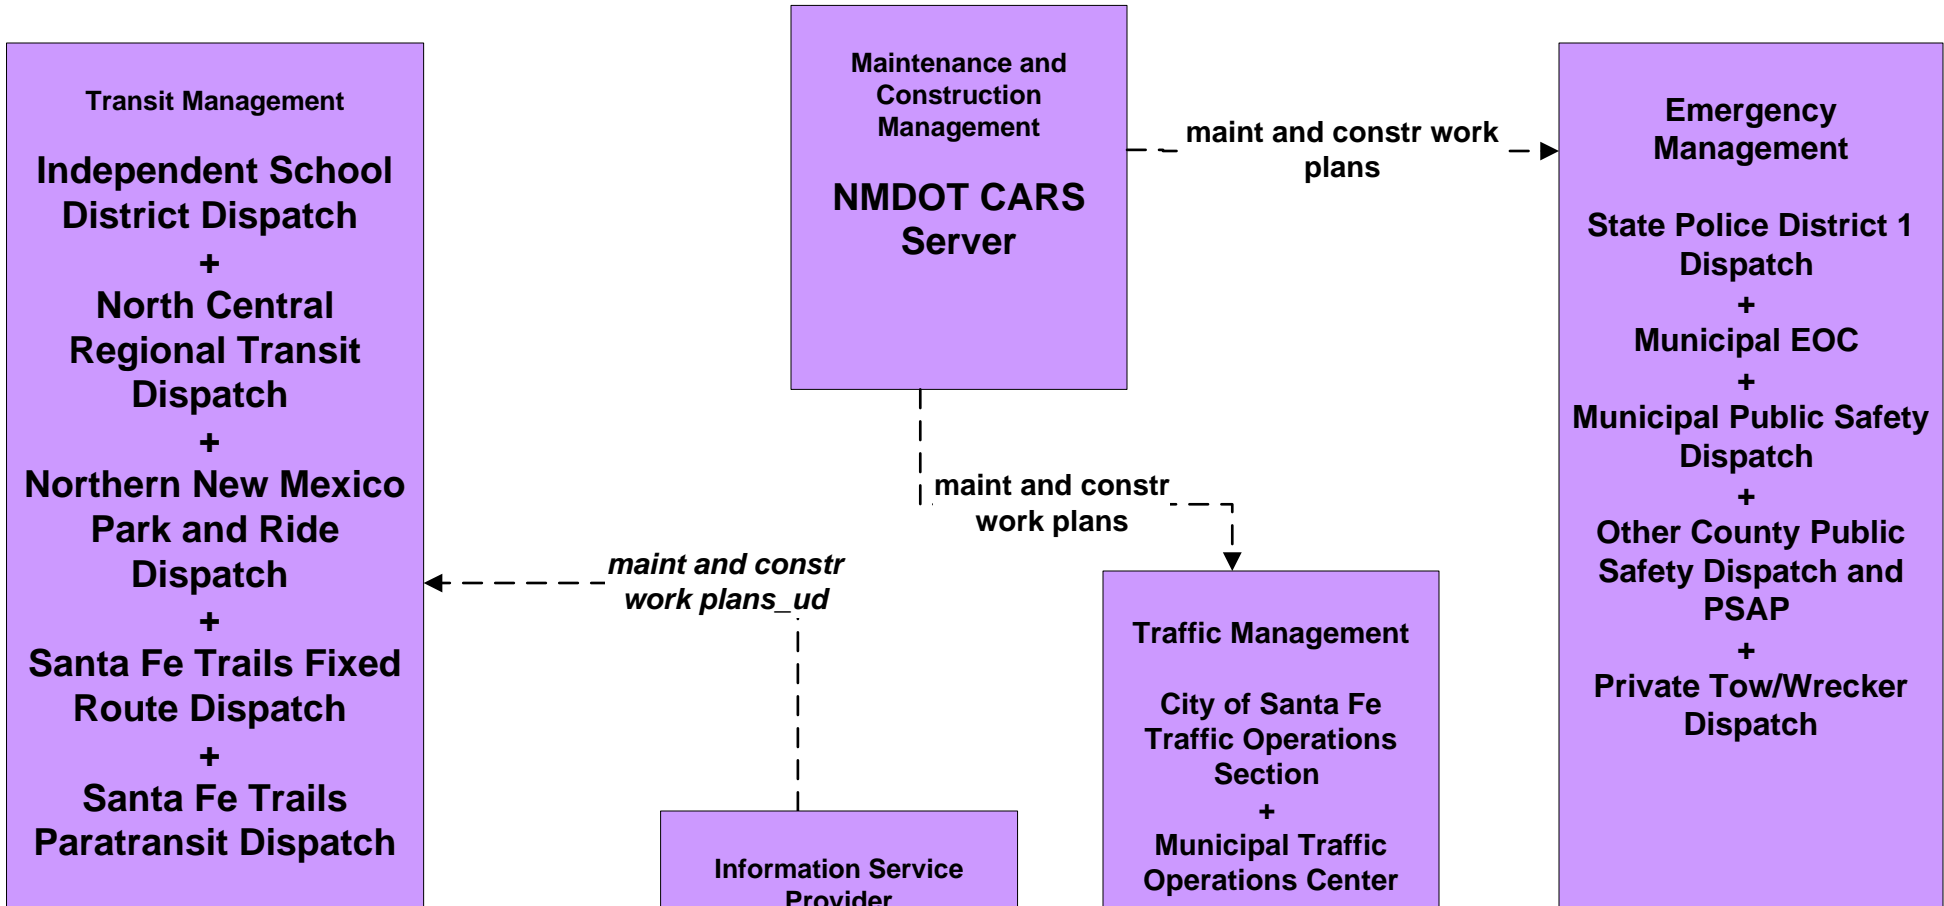 Transit Management
Independent School
District Dispatch
+
North Central
Regional Transit
Dispatch
+
Northern New Mexico
Park and Ride
Dispatch
+
Santa Fe Trails Fixed
Route Dispatch
+
Santa Fe Trails
Paratransit Dispatch
Maintenance and
Construction
Management
NMDOT CARS
Server
maint and constr work
plans
Emergency
Management
State Police District 1
Dispatch
+
Municipal EOC
+
Municipal Public Safety
Dispatch
+
Other County Public
Safety Dispatch and
PSAP
+
Private Tow/Wrecker
Dispatch
maint and constr
work plans
maint and constr
work plans_ud
Traffic Management
City of Santa Fe
Traffic Operations
Section
+
Municipal Traffic
Operations Center
Information Service
Provider